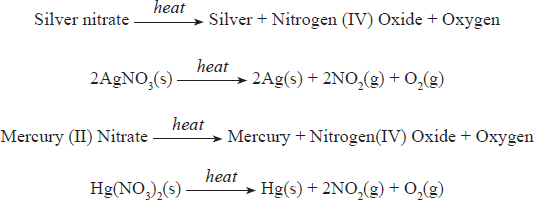 Silver nitrate heat → Silver + Nitrogen (IV) Oxide + Oxygen
2AgNO₃(s) heat → 2Ag(s) + 2NO₂(g) + O₂(g)
Mercury (II) Nitrate heat → Mercury + Nitrogen(IV) Oxide + Oxygen
Hg(NO₃)₂(s) heat → Hg(s) + 2NO₂(g) + O₂(g)